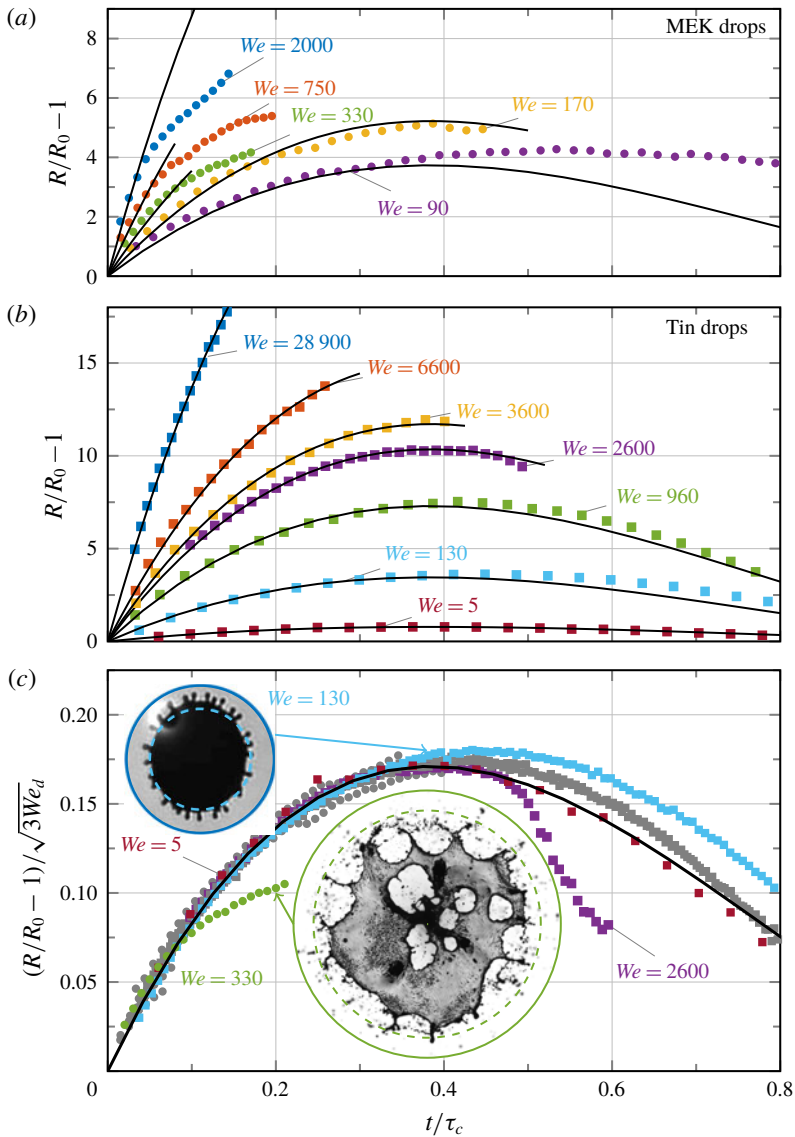 (a)
MEK drops
8
6
4
2
0
R/R₀ − 1
We = 2000
We = 750
We = 330
We = 170
We = 90
(b)
Tin drops
15
10
5
0
R/R₀ − 1
We = 28 900
We = 6600
We = 3600
We = 2600
We = 960
We = 130
We = 5
(c)
0.20
0.15
0.10
0.05
(R/R₀ − 1)/√3We_d
We = 130
We = 5
We = 330
We = 2600
0 0.2 0.4 0.6 0.8
t/τ_c